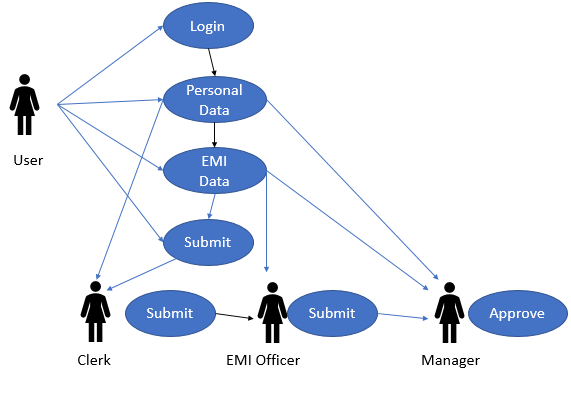 Login
Personal
Data
User
EMI
Data
Submit
Submit
Submit
Approve
Clerk
EMI Officer
Manager